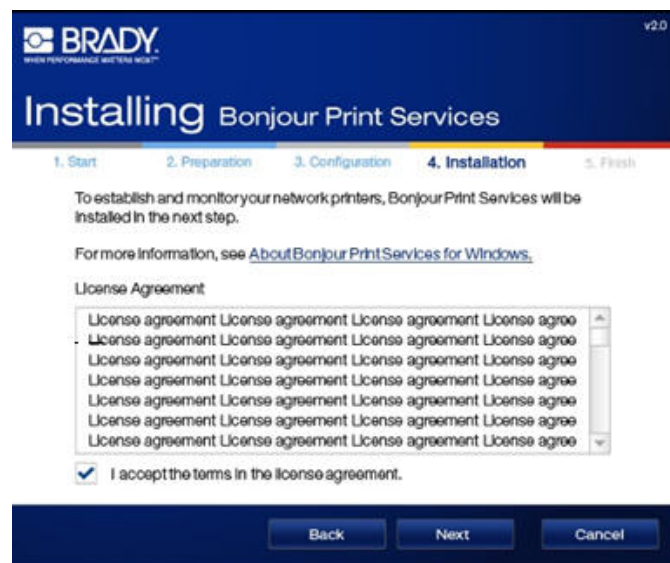 v2.0
BRADY.
WHEN PERFORMANCE MATTERS MOST™
Installing Bonjour Print Services
1. Start 2. Preparation 3. Configuration 4. Installation 5. Finish
To establish and monitor your network printers, Bonjour Print Services will be
installed in the next step.
For more information, see About Bonjour Print Services for Windows.
License Agreement
License agreement License agreement License agreement License agree
License agreement License agreement License agreement License agree
License agreement License agreement License agreement License agree
License agreement License agreement License agreement License agree
License agreement License agreement License agreement License agree
License agreement License agreement License agreement License agree
License agreement License agreement License agreement License agree
I accept the terms in the license agreement.
Back Next Cancel